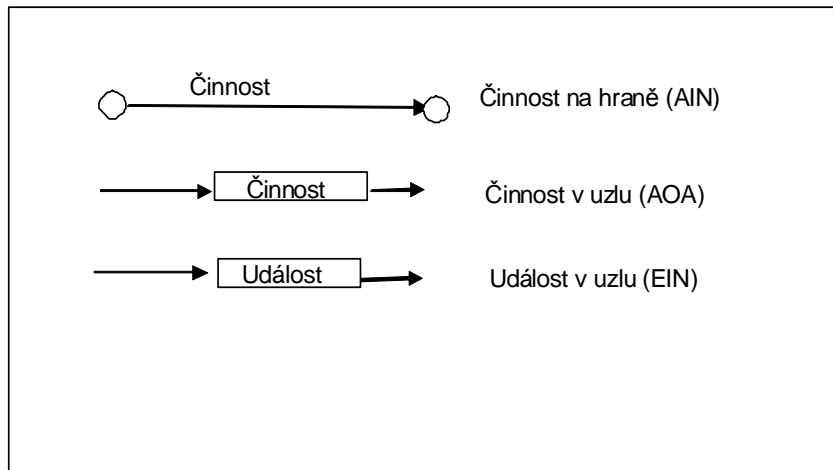 Činnost
Činnost na hraně (AIN)
Činnost
Činnost v uzlu (AOA)
Událost
Událost v uzlu (EIN)